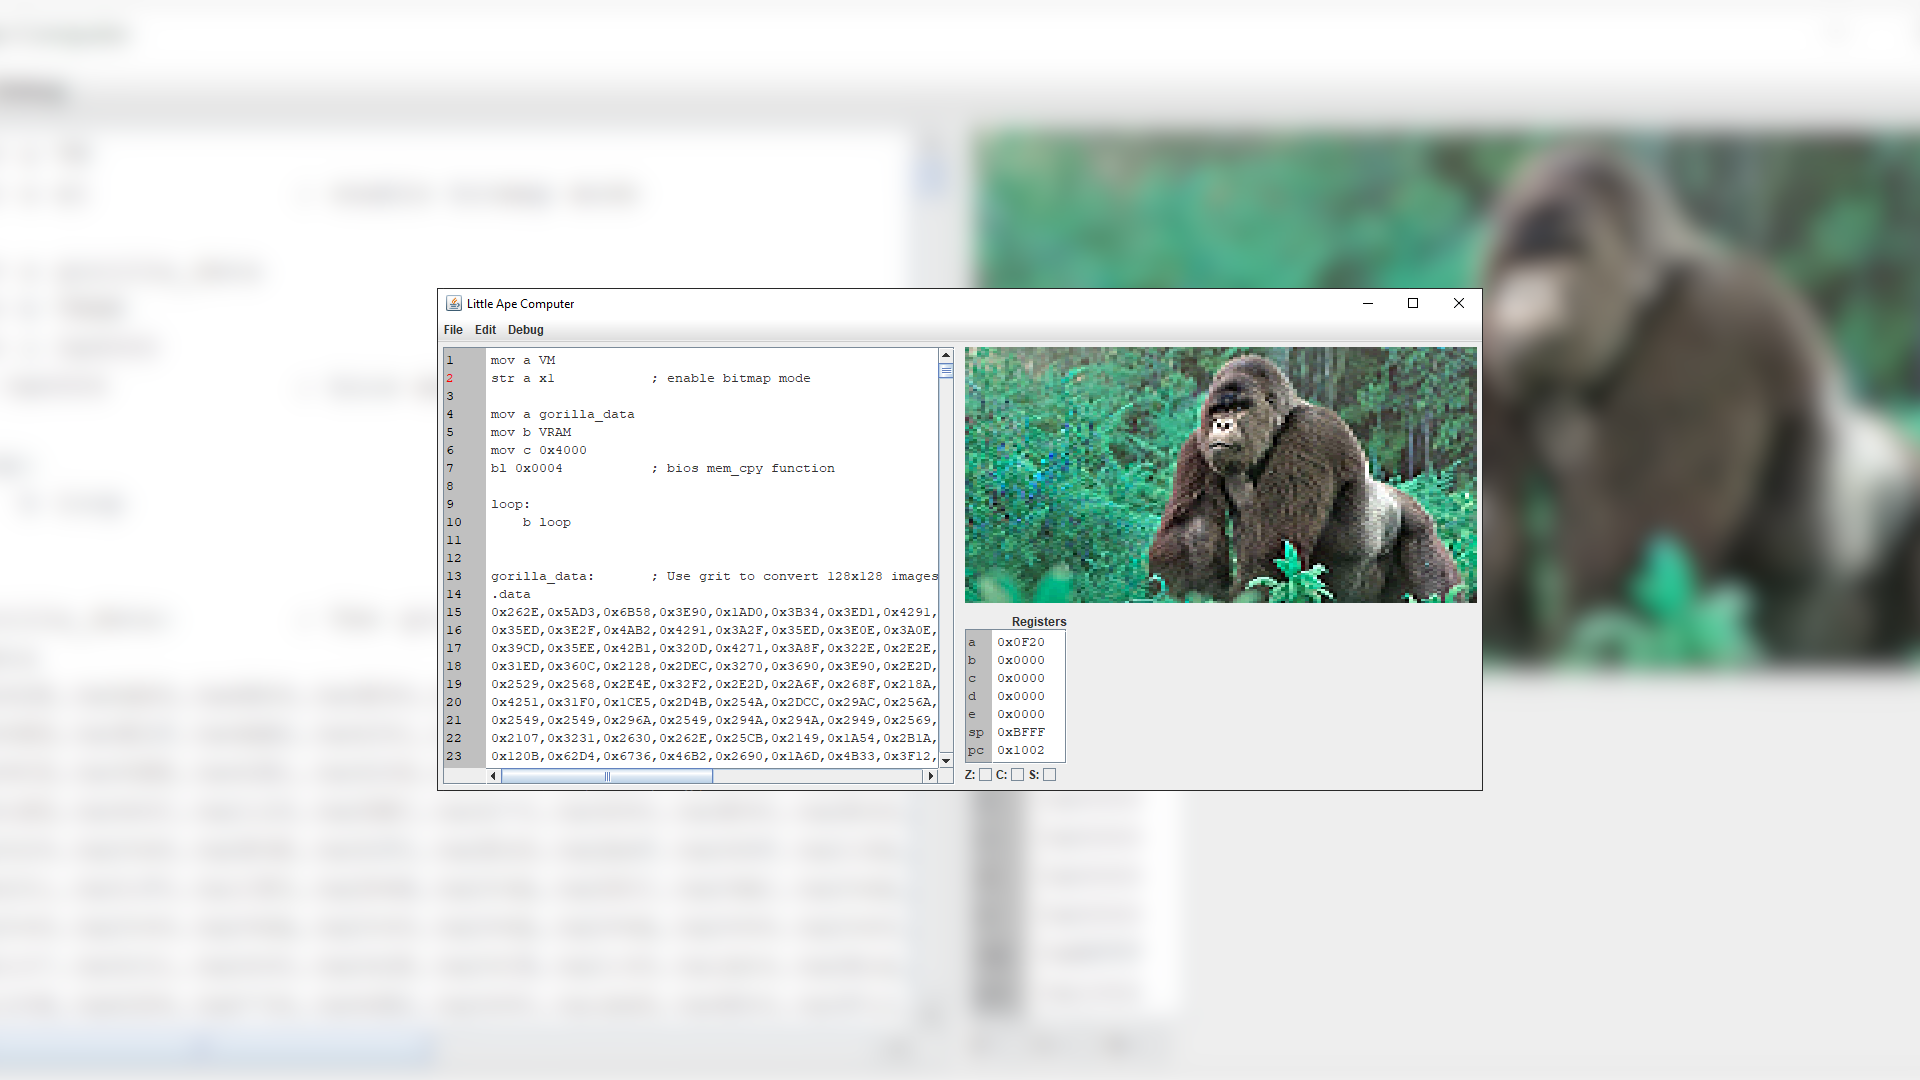 Little Ape Computer
File Edit Debug
1 mov a VM
2 str a x1 ; enable bitmap mode
3
4 mov a gorilla_data
5 mov b VRAM
6 mov c 0x4000
7 bl 0x0004 ; bios mem_cpy function
8
9 loop:
10 b loop
11
12
13 gorilla_data: ; Use grit to convert 128x128 images
14 .data
15 0x262E,0x5AD3,0x6B58,0x3E90,0x1AD0,0x3B34,0x3ED1,0x4291,
16 0x35ED,0x3E2F,0x4AB2,0x4291,0x3A2F,0x35ED,0x3E0E,0x3A0E,
17 0x39CD,0x35EE,0x42B1,0x320D,0x4271,0x3A8F,0x322E,0x2E2E,
18 0x31ED,0x360C,0x2128,0x2DEC,0x3270,0x3690,0x3E90,0x2E2D,
19 0x2529,0x2568,0x2E4E,0x32F2,0x2E2D,0x2A6F,0x268F,0x218A,
20 0x4251,0x31F0,0x1CE5,0x2D4B,0x254A,0x2DCC,0x29AC,0x256A,
21 0x2549,0x2549,0x296A,0x2549,0x294A,0x294A,0x2949,0x2569,
22 0x2107,0x3231,0x2630,0x262E,0x25CB,0x2149,0x1A54,0x2B1A,
23 0x120B,0x62D4,0x6736,0x46B2,0x2690,0x1A6D,0x4B33,0x3F12,
Registers
a 0x0F20
b 0x0000
c 0x0000
d 0x0000
e 0x0000
sp 0xBFFF
pc 0x1002
Z: C: S: